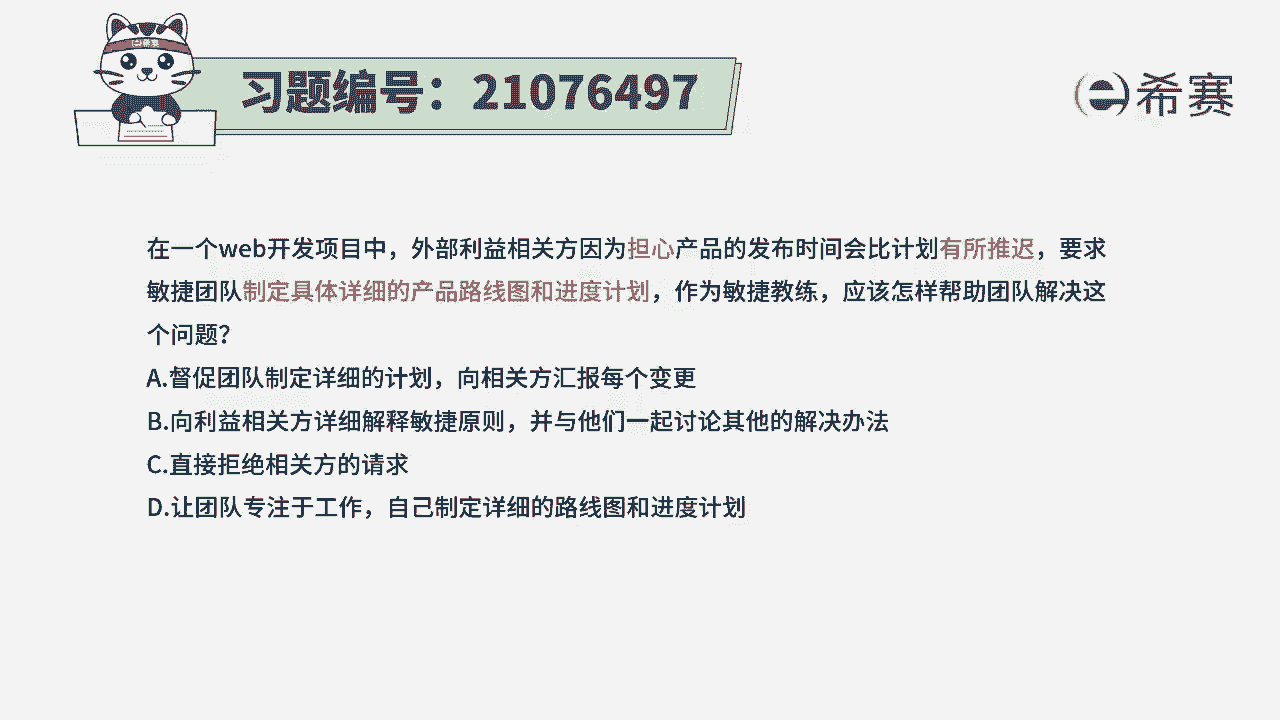 习题编号：21076497
希赛
在一个web开发项目中，外部利益相关方因为担心产品的发布时间会比计划有所推迟，要求
敏捷团队制定具体详细的产品路线图和进度计划，作为敏捷教练，应该怎样帮助团队解决这
个问题?
A.督促团队制定详细的计划，向相关方汇报每个变更
B.向利益相关方详细解释敏捷原则，并与他们一起讨论其他的解决办法
C.直接拒绝相关方的请求
D.让团队专注于工作，自己制定详细的路线图和进度计划